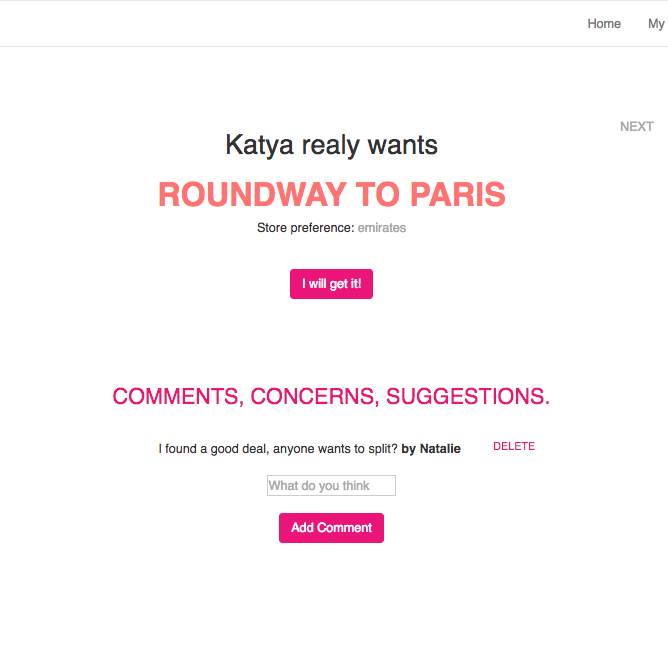 Home My
NEXT
Katya realy wants
ROUNDWAY TO PARIS
Store preference: emirates
I will get it!
COMMENTS, CONCERNS, SUGGESTIONS.
I found a good deal, anyone wants to split? by Natalie DELETE
What do you think
Add Comment